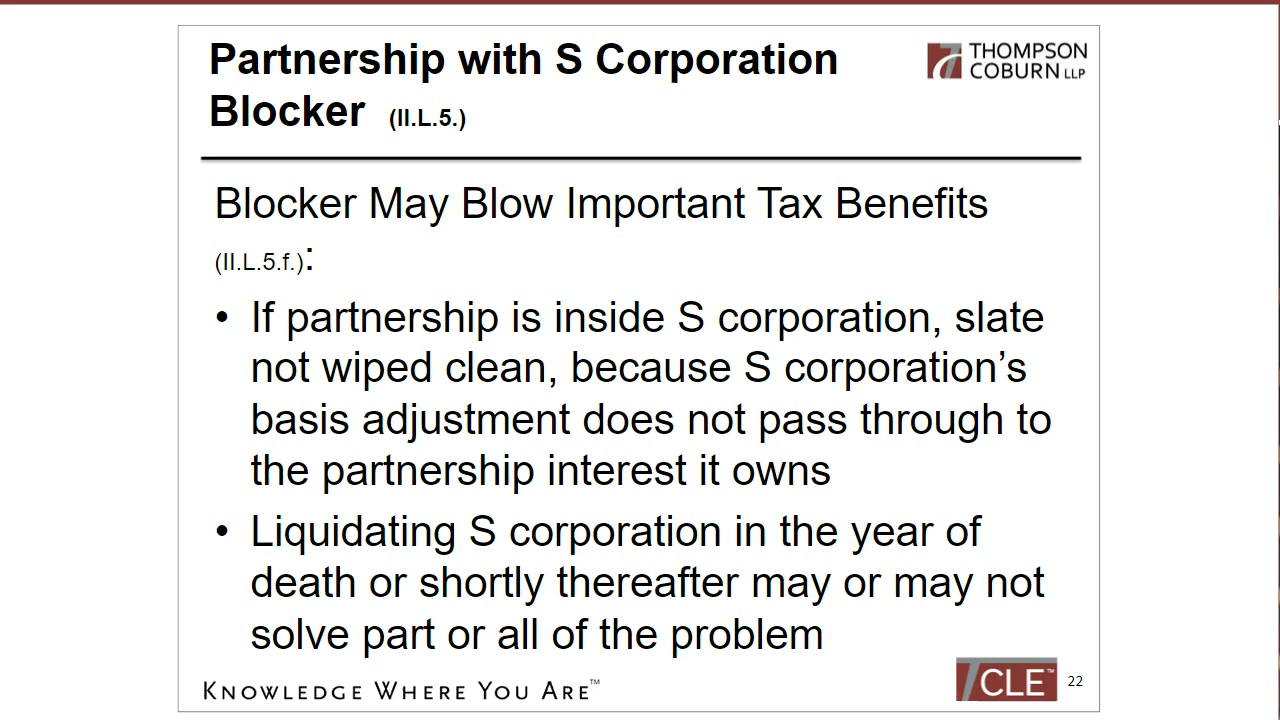 Partnership with S Corporation
Blocker (II.L.5.)
THOMPSON
COBURN LLP
Blocker May Blow Important Tax Benefits
(II.L.5.f.):
• If partnership is inside S corporation, slate
not wiped clean, because S corporation’s
basis adjustment does not pass through to
the partnership interest it owns
• Liquidating S corporation in the year of
death or shortly thereafter may or may not
solve part or all of the problem
KNOWLEDGE WHERE YOU ARE™
CLE™
22